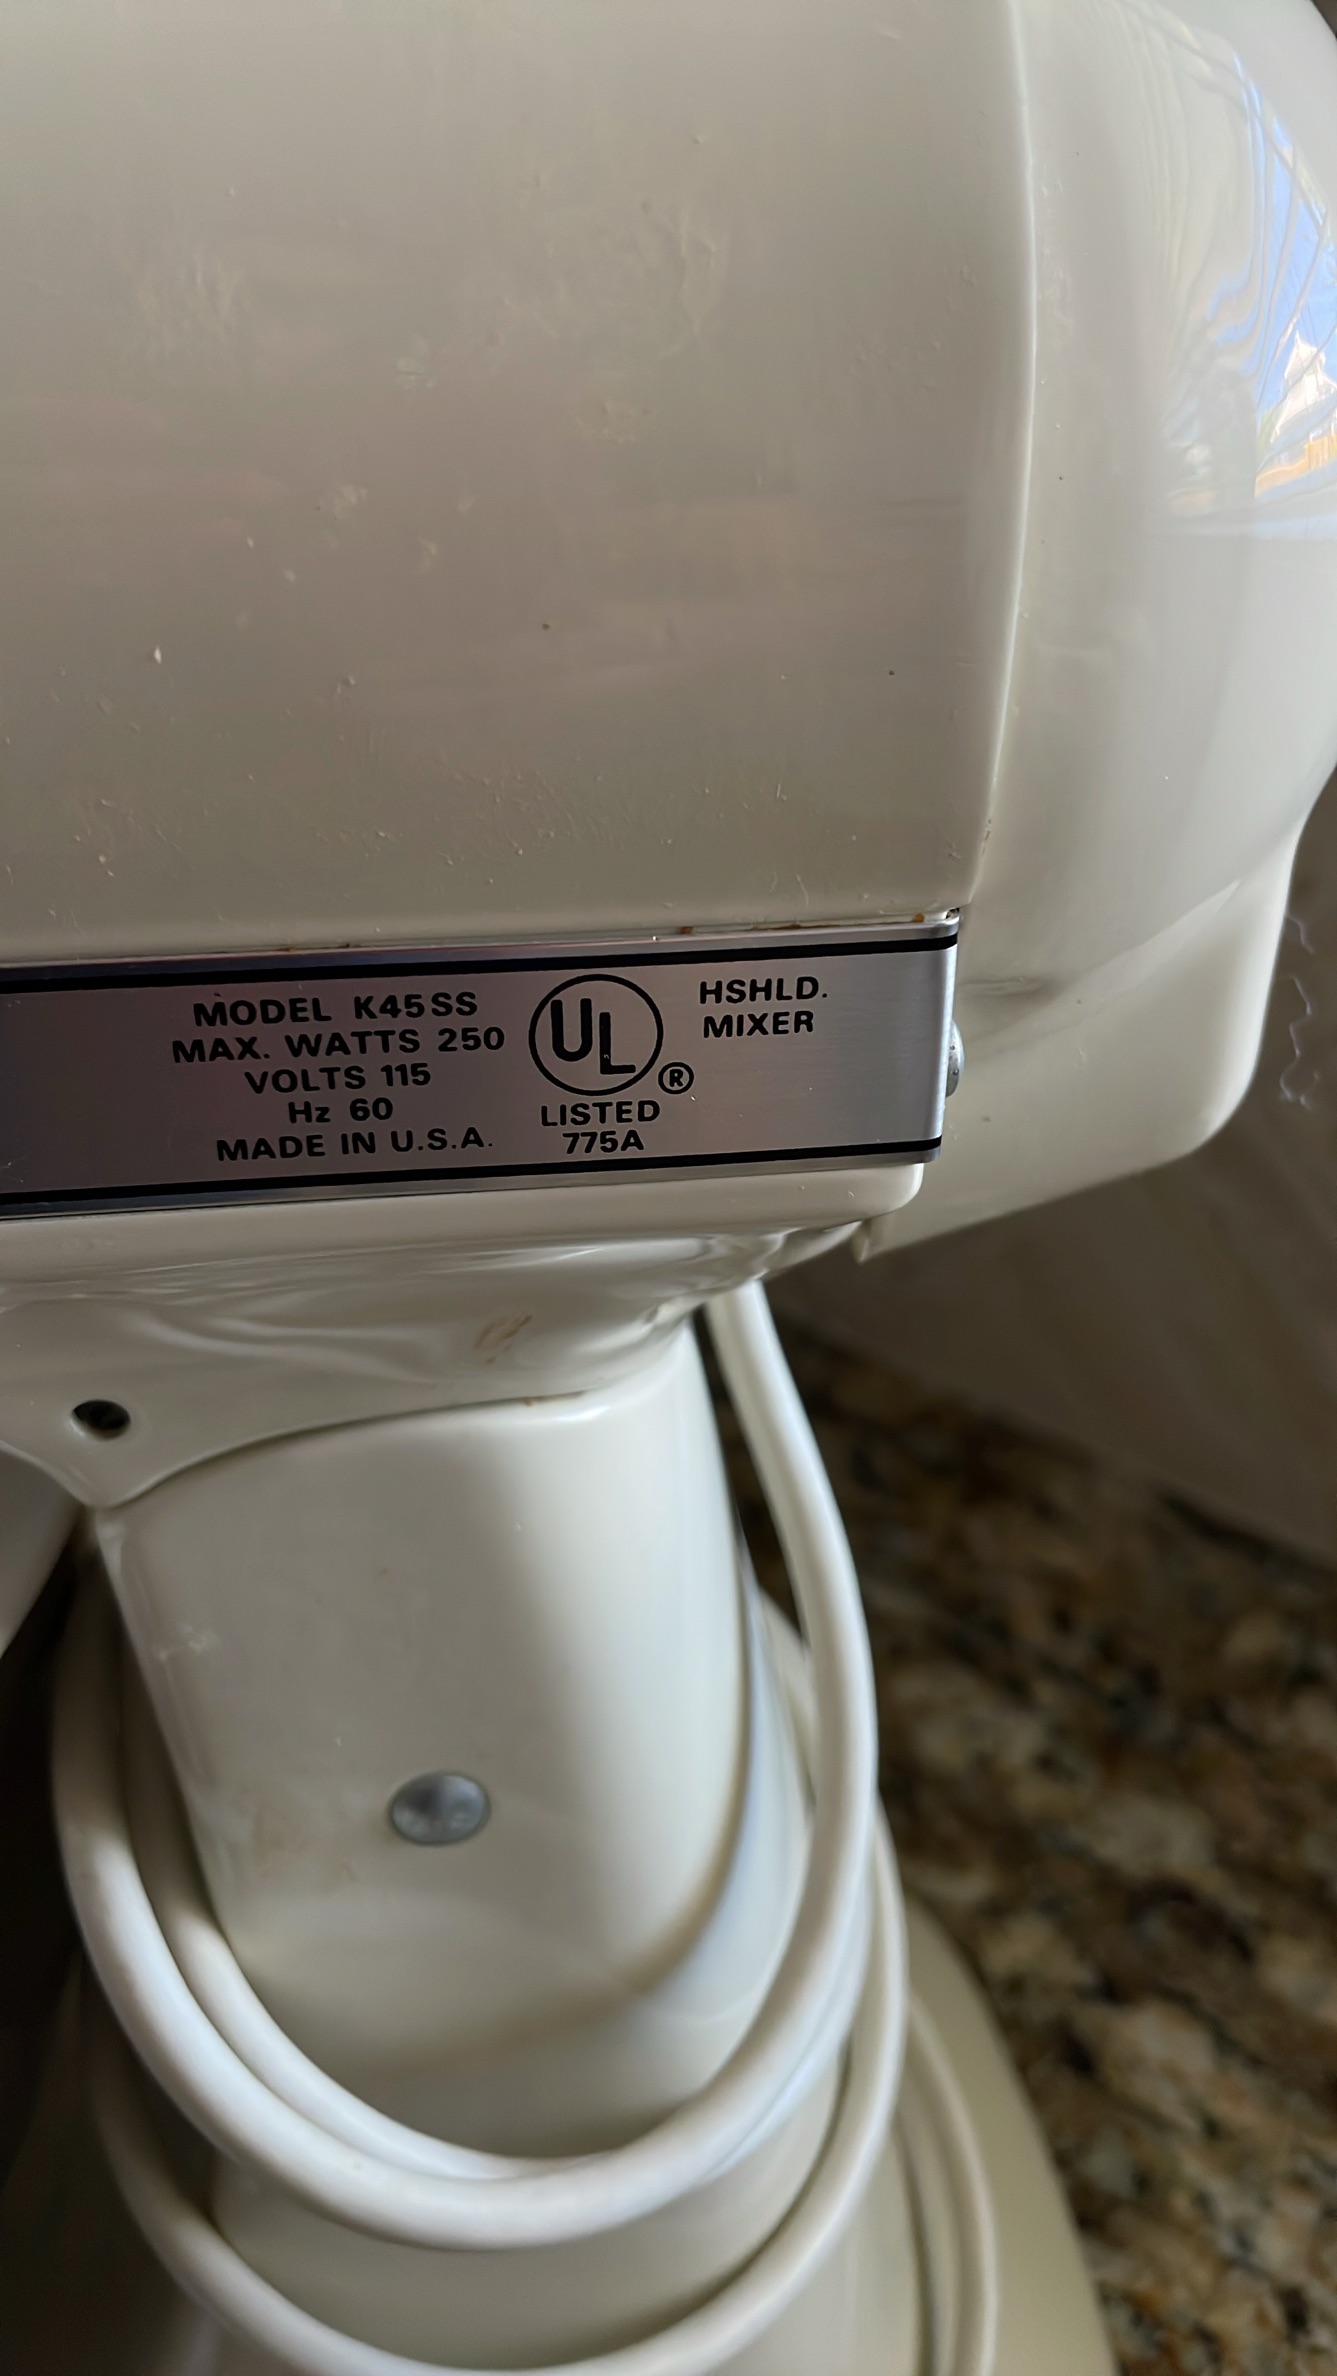 MODEL K45SS
MAX. WATTS 250
VOLTS 115
Hz 60
MADE IN U.S.A.
UL
®
LISTED
775A
HSHLD.
MIXER